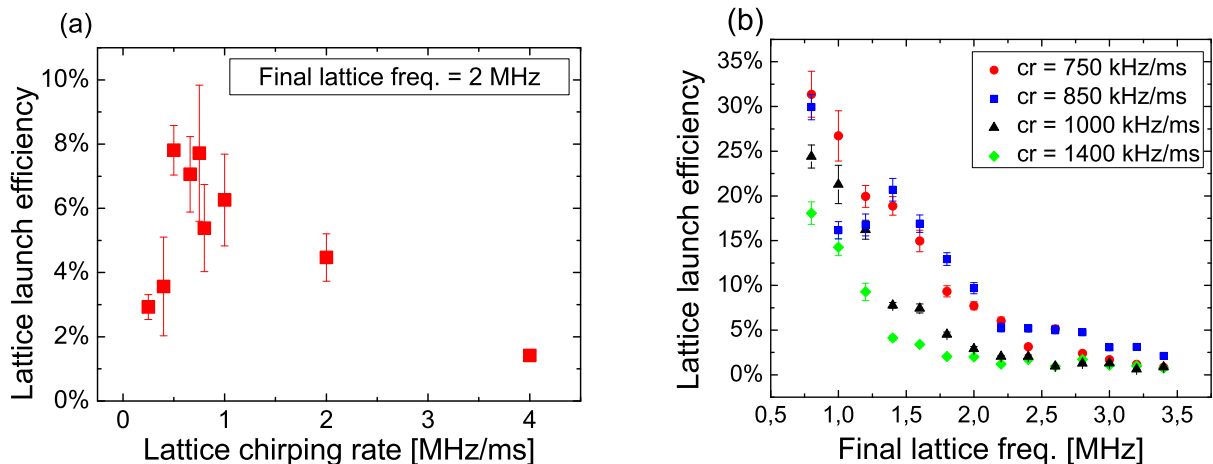 (a)
Final lattice freq. = 2 MHz
Lattice launch efficiency
10%
8%
6%
4%
2%
0%
0
1
2
3
4
Lattice chirping rate [MHz/ms]
(b)
cr = 750 kHz/ms
cr = 850 kHz/ms
cr = 1000 kHz/ms
cr = 1400 kHz/ms
Lattice launch efficiency
35%
30%
25%
20%
15%
10%
5%
0%
0,5
1,0
1,5
2,0
2,5
3,0
3,5
Final lattice freq. [MHz]